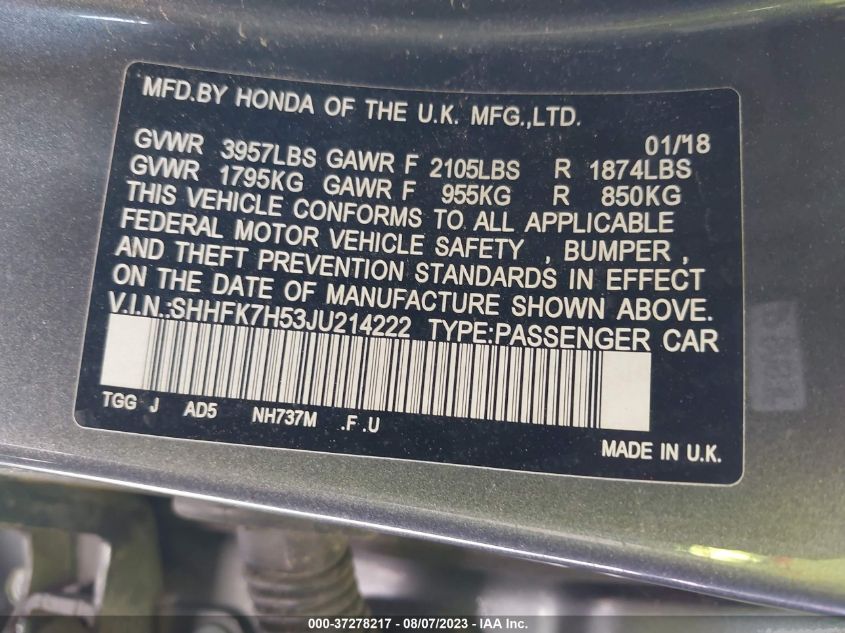 MFD.BY HONDA OF THE U.K. MFG.,LTD.
01/18
GVWR 3957LBS GAWR F 2105LBS R 1874LBS
GVWR 1795KG GAWR F 955KG R 850KG
THIS VEHICLE CONFORMS TO ALL APPLICABLE
FEDERAL MOTOR VEHICLE SAFETY , BUMPER ,
AND THEFT PREVENTION STANDARDS IN EFFECT
ON THE DATE OF MANUFACTURE SHOWN ABOVE.
V.I.N.:SHHFK7H53JU214222 TYPE:PASSENGER CAR
TGG J AD5 NH737M .F .U
MADE IN U.K.
000-37278217 - 08/07/2023 - IAA Inc.